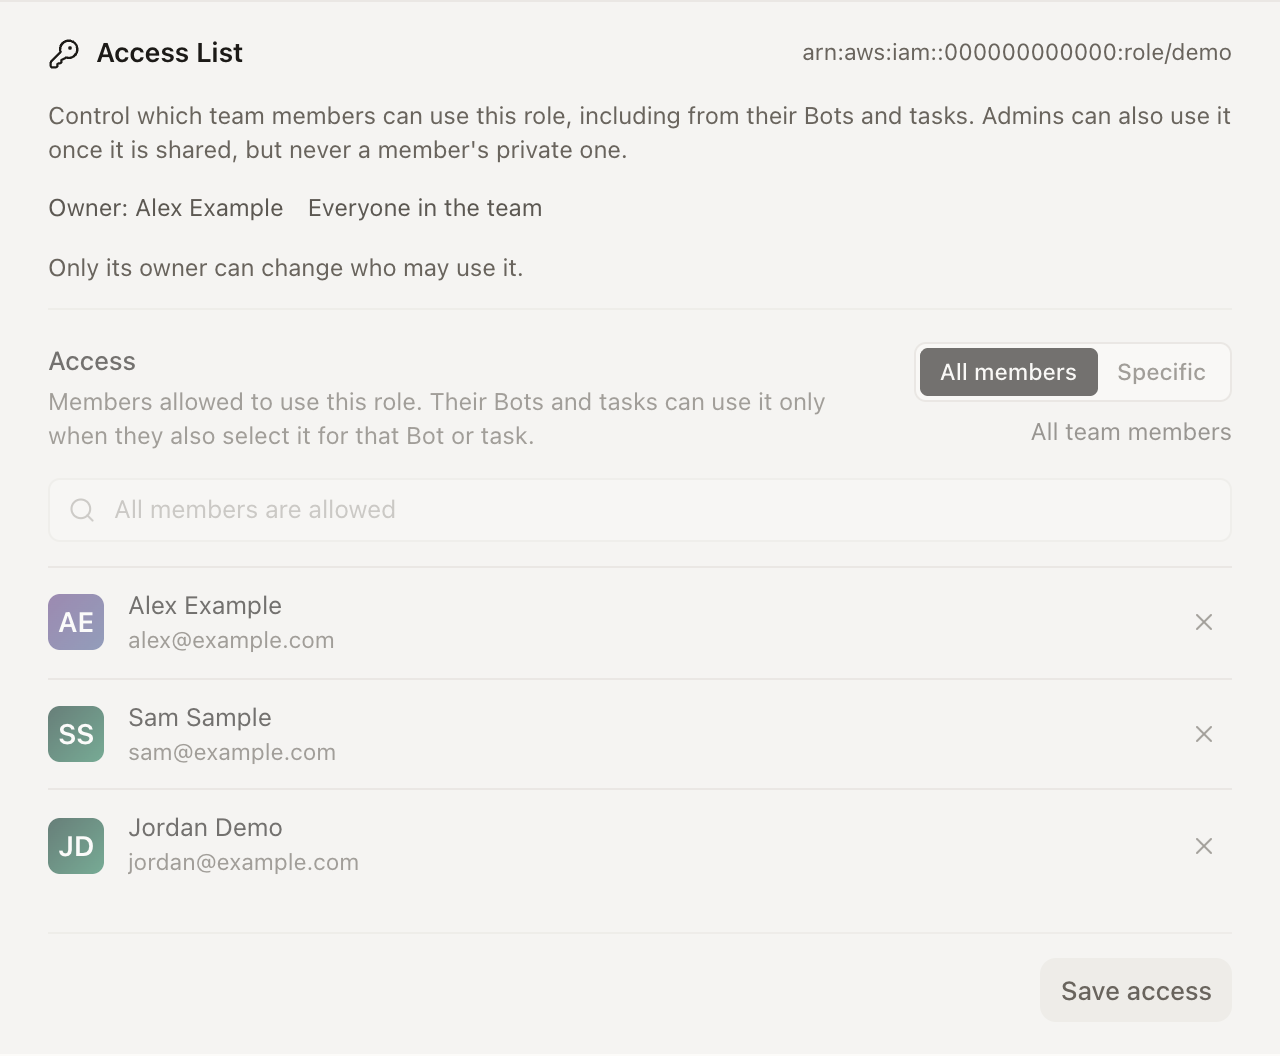 Access List
arn:aws:iam::000000000000:role/demo
Control which team members can use this role, including from their Bots and tasks. Admins can also use it
once it is shared, but never a member's private one.
Owner: Alex Example Everyone in the team
Only its owner can change who may use it.
Access
All members Specific
Members allowed to use this role. Their Bots and tasks can use it only
when they also select it for that Bot or task.
All team members
All members are allowed
AE
Alex Example
alex@example.com
SS
Sam Sample
sam@example.com
JD
Jordan Demo
jordan@example.com
Save access